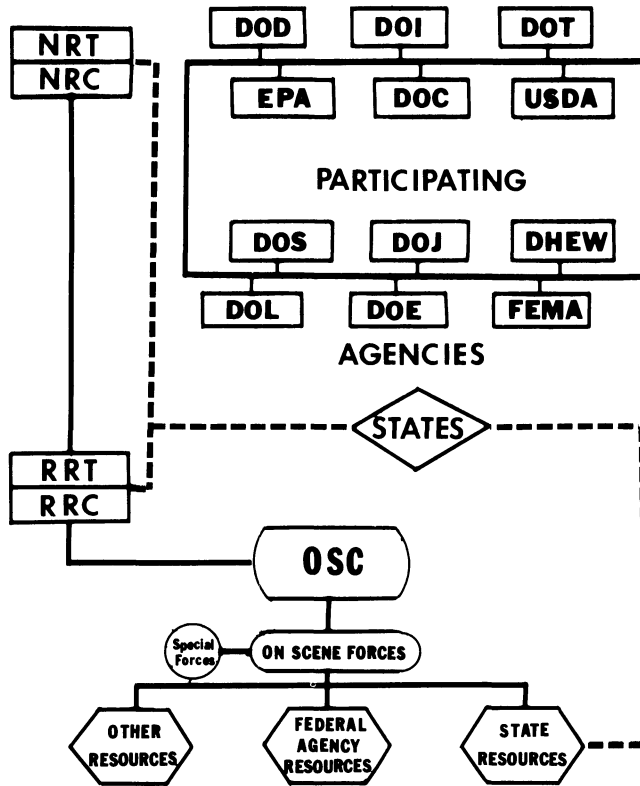 NRT
NRC
DOD
DOI
DOT
EPA
DOC
USDA
PARTICIPATING
DOS
DOJ
DHEW
DOL
DOE
FEMA
AGENCIES
STATES
RRT
RRC
OSC
Special
Forces
ON SCENE FORCES
OTHER
RESOURCES
FEDERAL
AGENCY
RESOURCES
STATE
RESOURCES